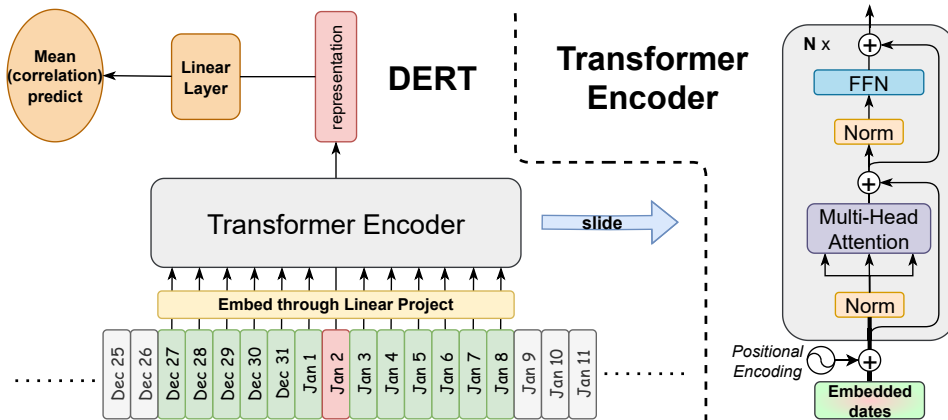 Mean
(correlation)
predict
Linear
Layer
representation
DERT
Transformer Encoder
slide
Embed through Linear Project
Dec 25
Dec 26
Dec 27
Dec 28
Dec 29
Dec 30
Dec 31
Jan 1
Jan 2
Jan 3
Jan 4
Jan 5
Jan 6
Jan 7
Jan 8
Jan 9
Jan 10
Jan 11
Transformer
Encoder
N x
FFN
Norm
Multi-Head
Attention
Norm
Positional
Encoding
Embedded
dates